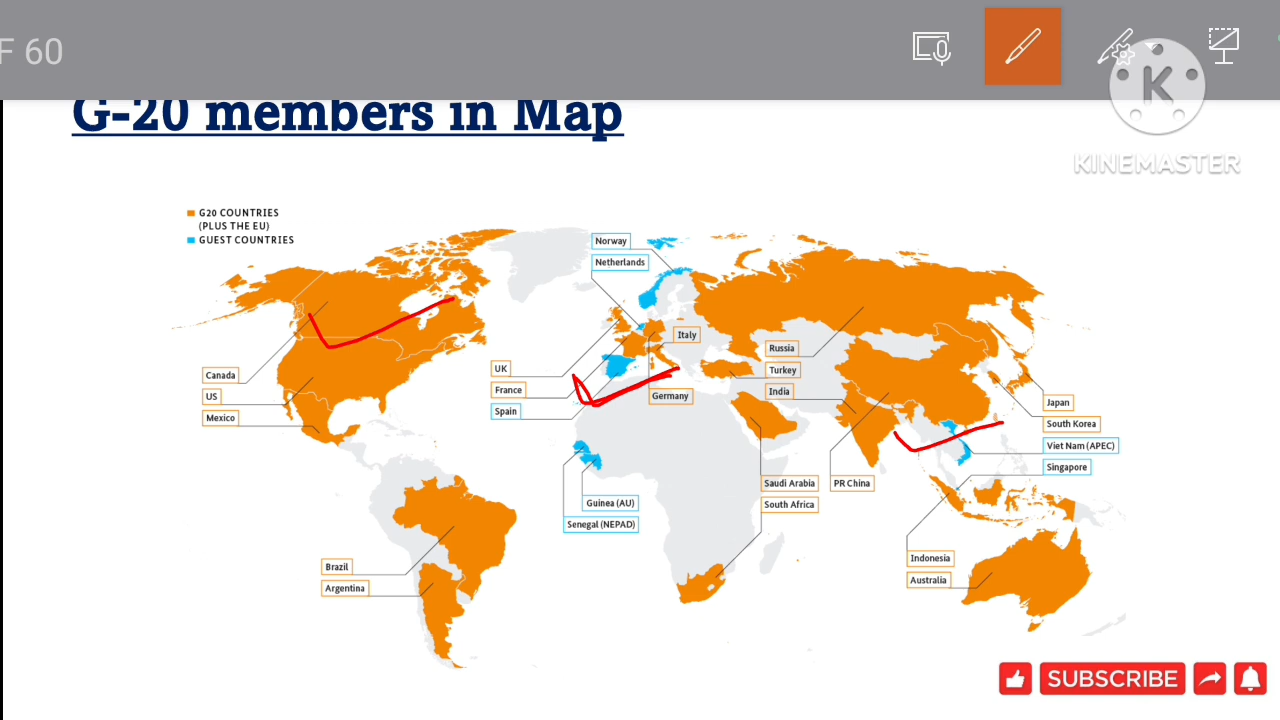 F 60
K
KINEMASTER
G-20 members in Map
G20 COUNTRIES
(PLUS THE EU)
GUEST COUNTRIES
Norway
Netherlands
Italy
Russia
UK
Turkey
Canada
France
Germany
India
US
Spain
Japan
Mexico
South Korea
Viet Nam (APEC)
Singapore
Saudi Arabia
PR China
Guinea (AU)
South Africa
Senegal (NEPAD)
Indonesia
Brazil
Australia
Argentina
SUBSCRIBE